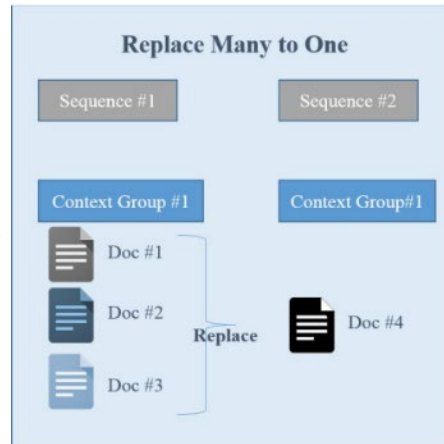 Replace Many to One
Sequence #1
Sequence #2
Context Group #1
Context Group#1
Doc #1
Doc #2
Replace
Doc #4
Doc #3